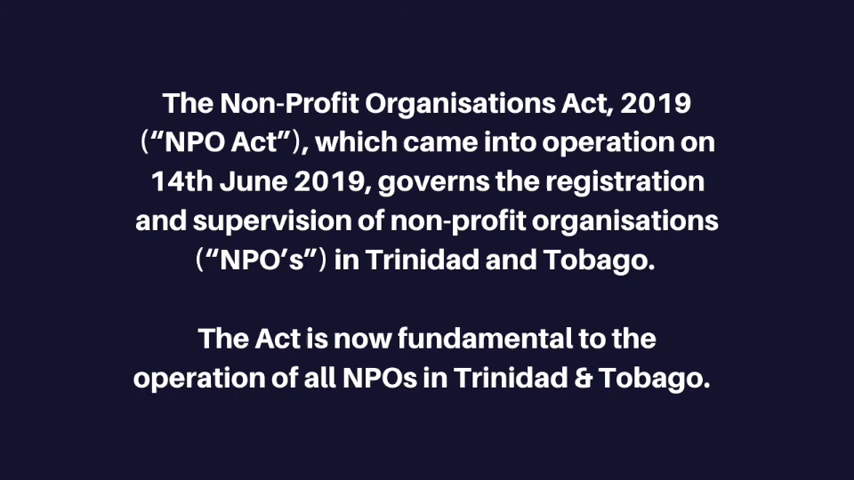 The Non-Profit Organisations Act, 2019
(“NPO Act”), which came into operation on
14th June 2019, governs the registration
and supervision of non-profit organisations
(“NPO’s”) in Trinidad and Tobago.
The Act is now fundamental to the
operation of all NPOs in Trinidad & Tobago.